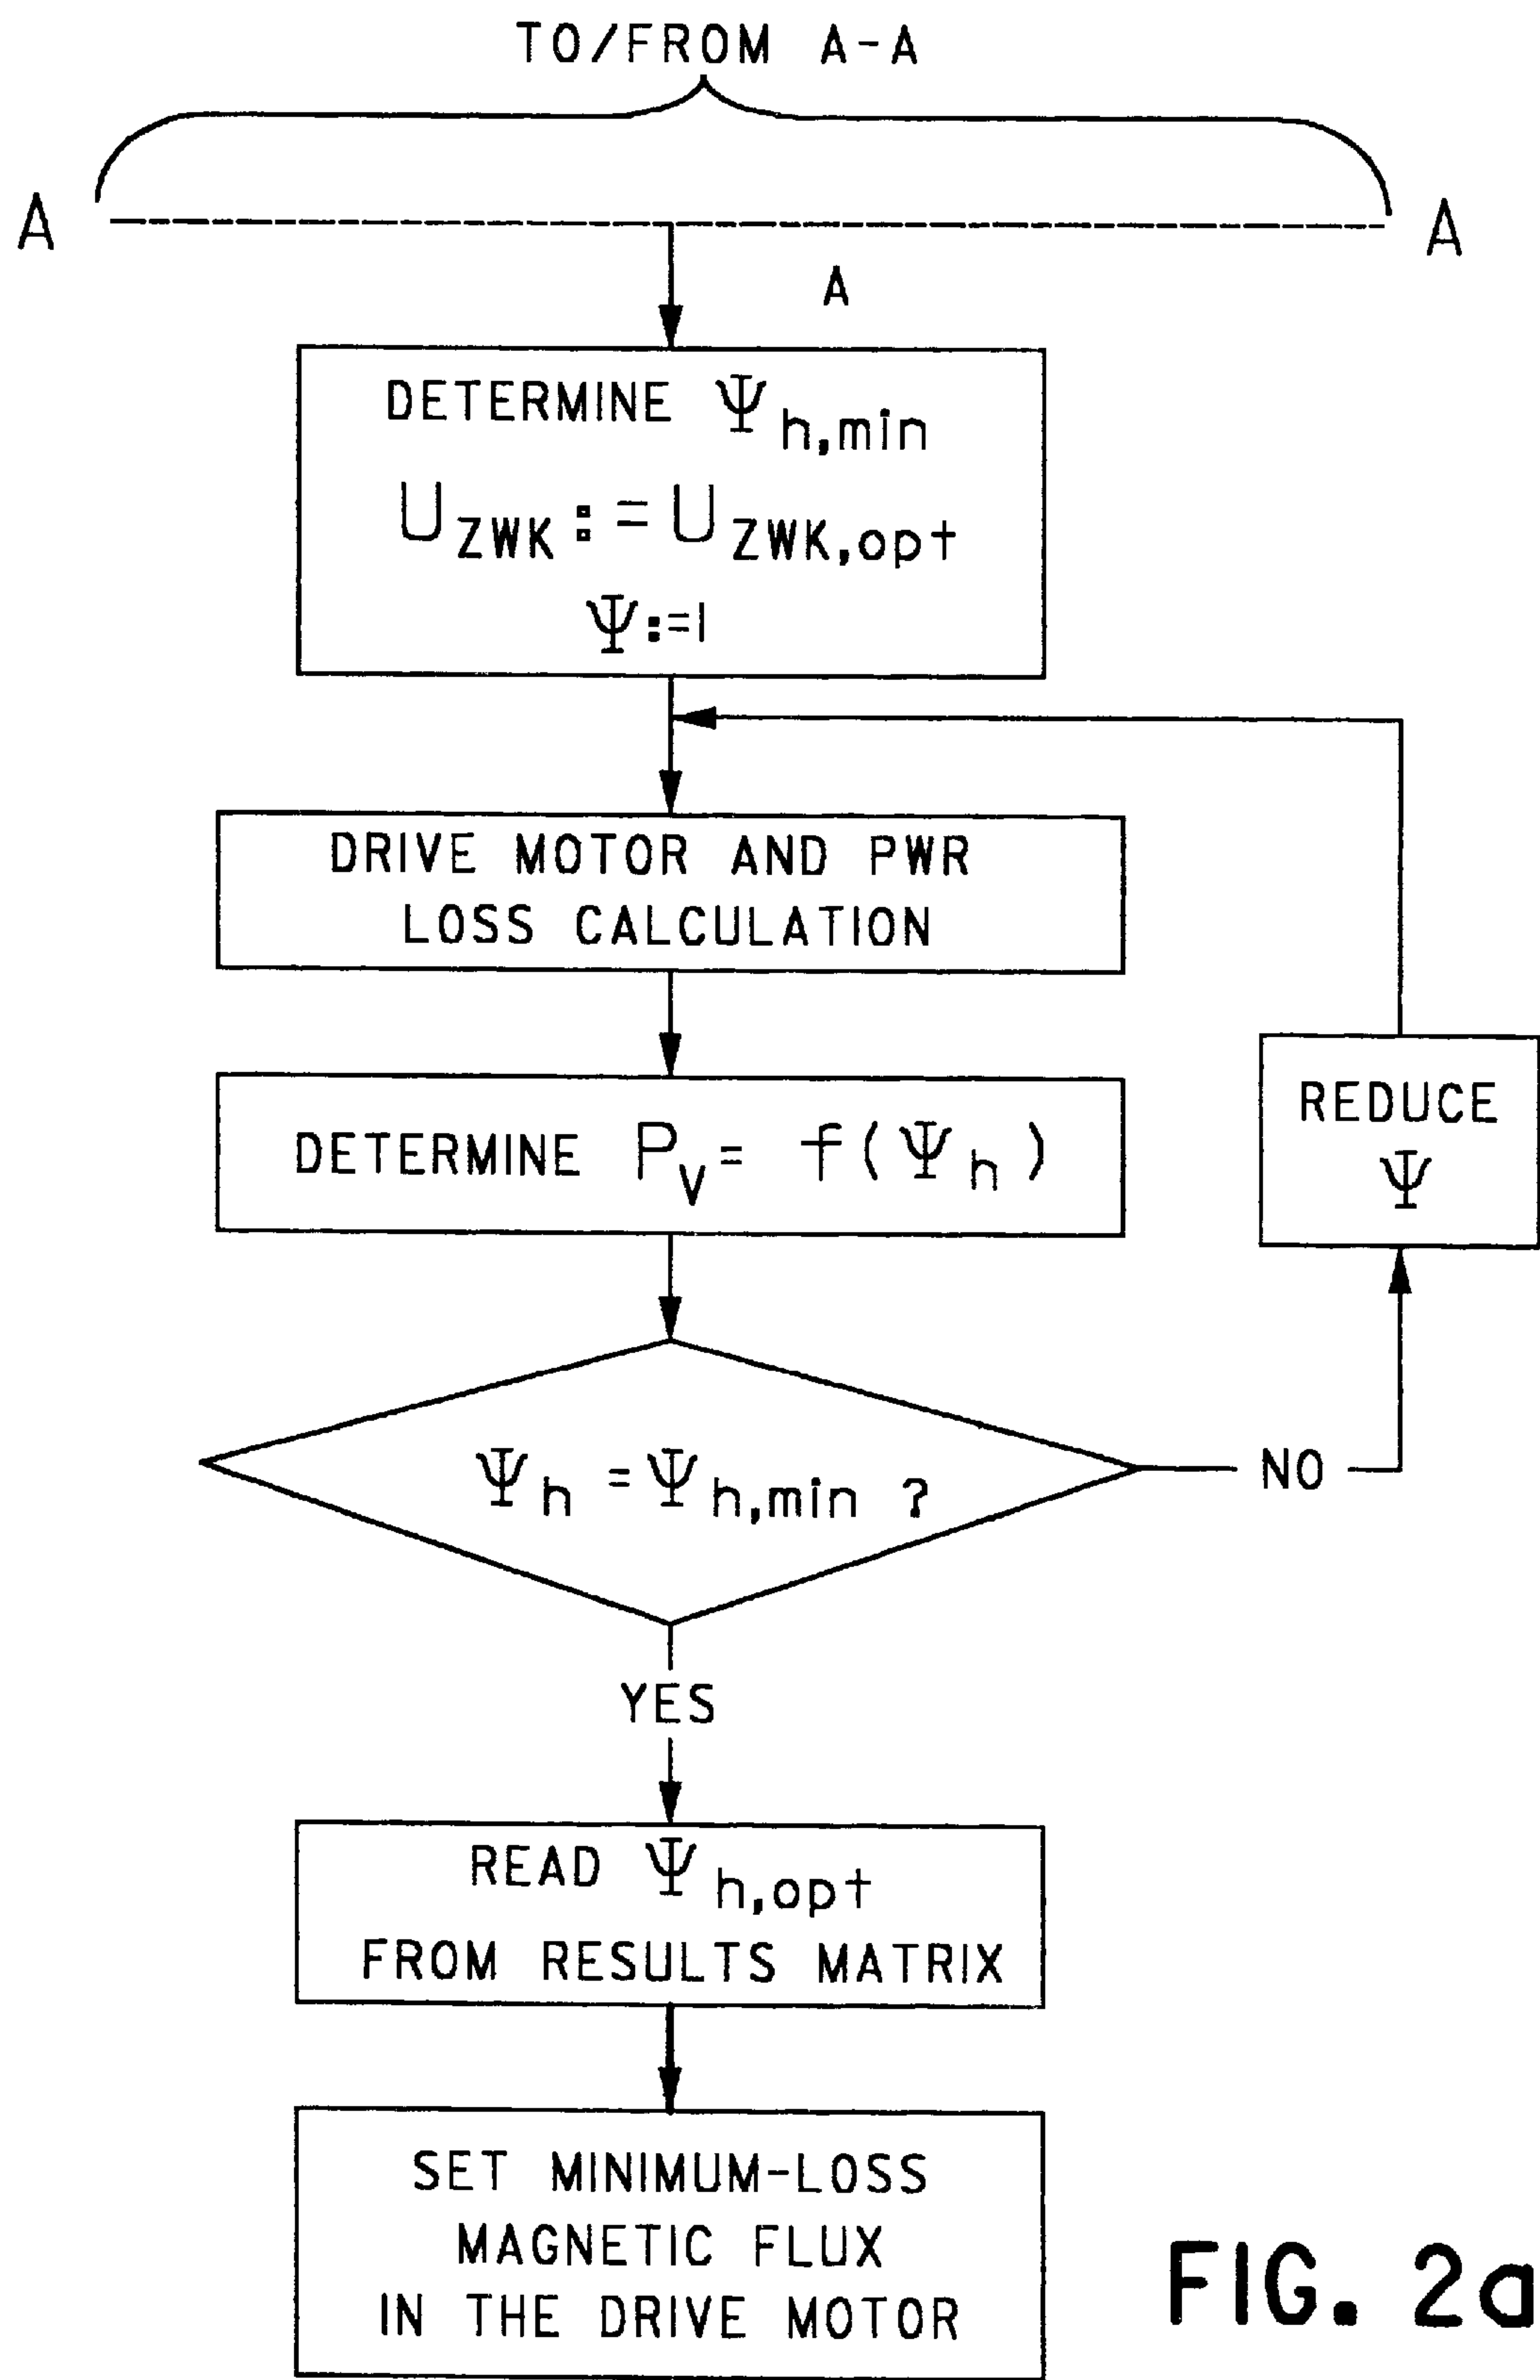 TO/FROM A-A
A A
A
DETERMINE Ψh,min
UZWK := UZWK,opt
Ψ:=1
DRIVE MOTOR AND PWR
LOSS CALCULATION
DETERMINE PV = f(Ψh)
REDUCE
Ψ
Ψh = Ψh,min ?
NO
YES
READ Ψh,opt
FROM RESULTS MATRIX
SET MINIMUM-LOSS
MAGNETIC FLUX
IN THE DRIVE MOTOR
FIG. 2a